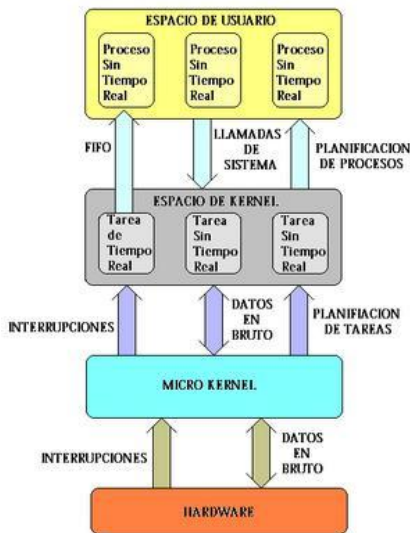 ESPACIO DE USUARIO
Proceso
Sin
Tiempo
Real
Proceso
Sin
Tiempo
Real
Proceso
Sin
Tiempo
Real
FIFO
LLAMADAS
DE
SISTEMA
PLANIFICACION
DE PROCESOS
ESPACIO DE KERNEL
Tarea
de
Tiempo
Real
Tarea
Sin
Tiempo
Real
Tarea
Sin
Tiempo
Real
INTERRUPCIONES
DATOS
EN
BRUTO
PLANIFIACION
DE TAREAS
MICRO KERNEL
INTERRUPCIONES
DATOS
EN
BRUTO
HARDWARE